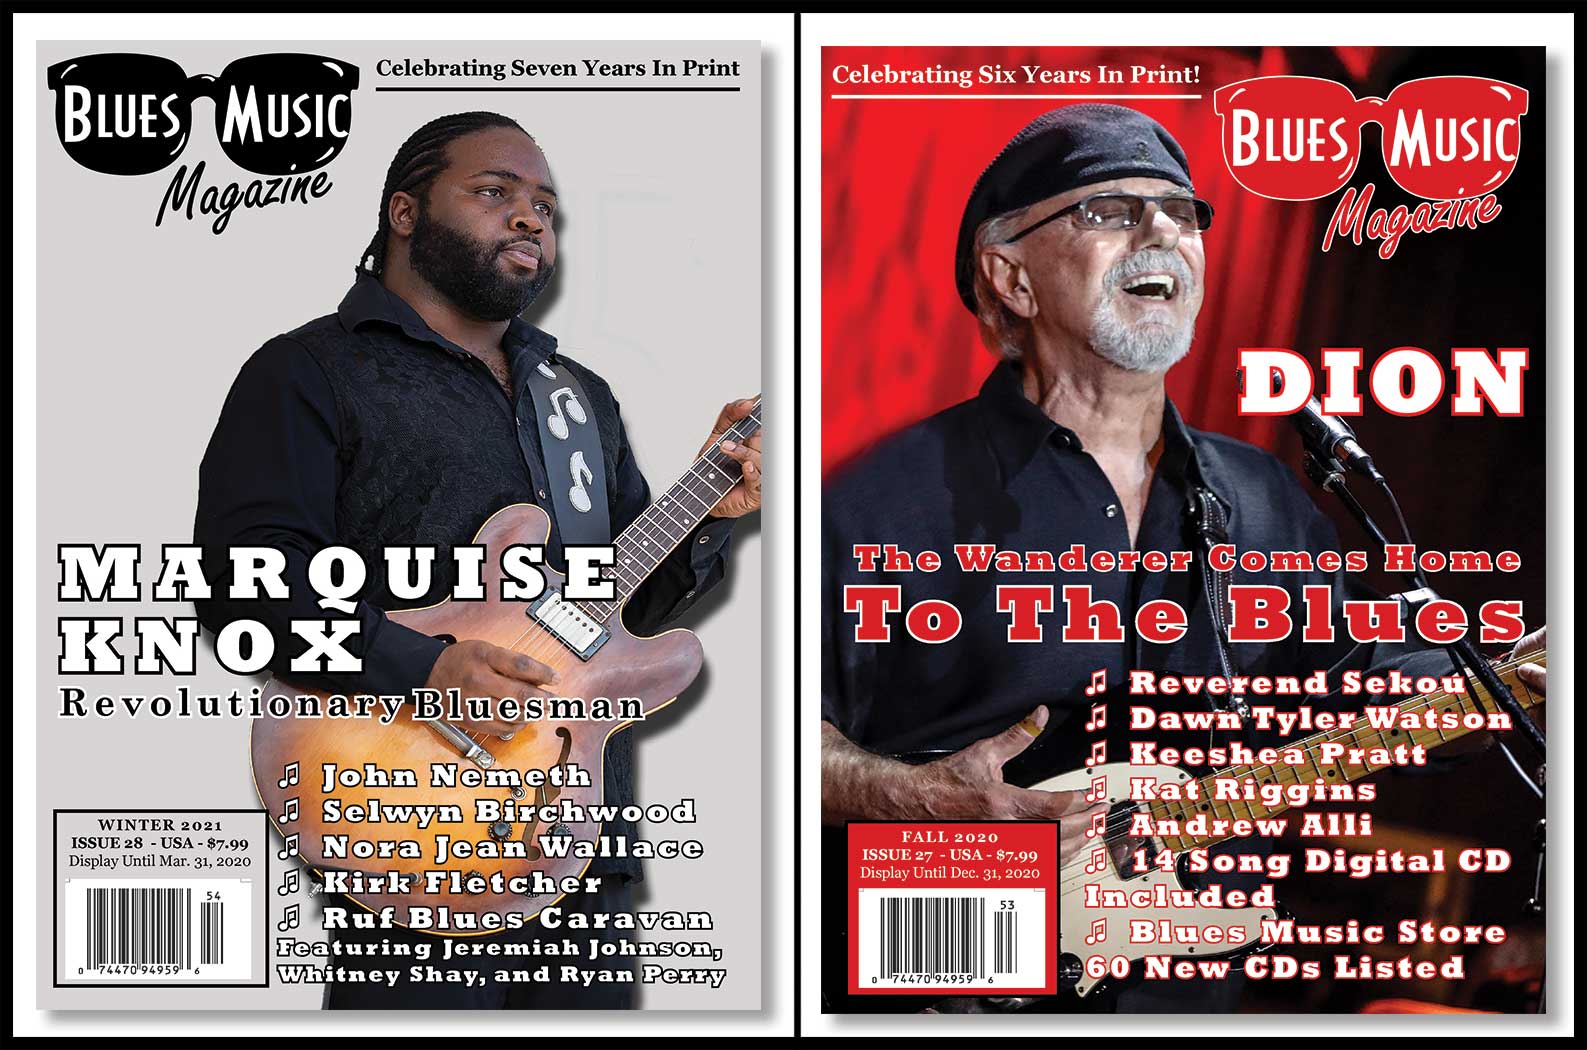 Celebrating Seven Years In Print
BLUES MUSIC
Magazine
MARQUISE
KNOX
Revolutionary Bluesman
♫ John Nemeth
♫ Selwyn Birchwood
♫ Nora Jean Wallace
♫ Kirk Fletcher
♫ Ruf Blues Caravan
Featuring Jeremiah Johnson,
Whitney Shay, and Ryan Perry
WINTER 2021
ISSUE 28 - USA - $7.99
Display Until Mar. 31, 2020
54
0 74470 94959 6
Celebrating Six Years In Print!
BLUES MUSIC
Magazine
DION
The Wanderer Comes Home
To The Blues
♫ Reverend Sekou
♫ Dawn Tyler Watson
♫ Keeshea Pratt
♫ Kat Riggins
♫ Andrew Alli
♫ 14 Song Digital CD
Included
♫ Blues Music Store
60 New CDs Listed
FALL 2020
ISSUE 27 - USA - $7.99
Display Until Dec. 31, 2020
53
0 74470 94959 6